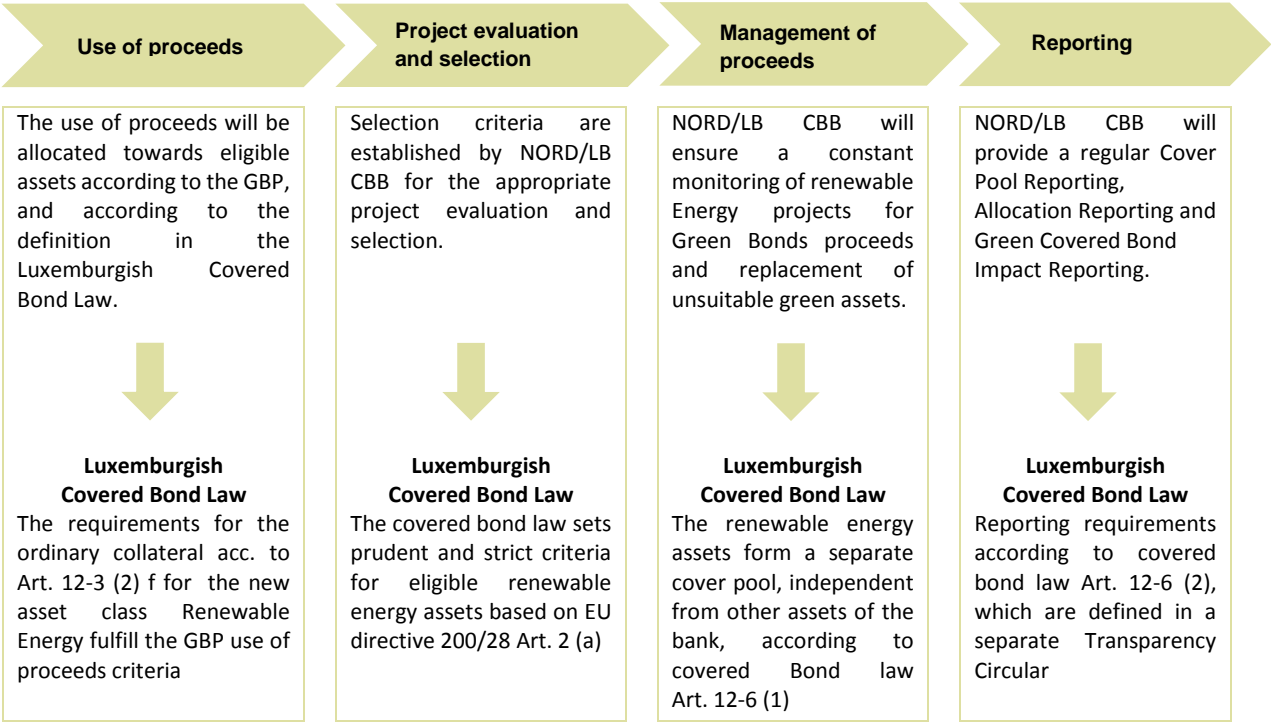 Use of proceeds
The use of proceeds will be
allocated towards eligible
assets according to the GBP,
and according to the
definition in the
Luxemburgish Covered
Bond Law.
Luxemburgish
Covered Bond Law
The requirements for the
ordinary collateral acc. to
Art. 12-3 (2) f for the new
asset class Renewable
Energy fulfill the GBP use of
proceeds criteria
Project evaluation
and selection
Selection criteria are
established by NORD/LB
CBB for the appropriate
project evaluation and
selection.
Luxemburgish
Covered Bond Law
The covered bond law sets
prudent and strict criteria
for eligible renewable
energy assets based on EU
directive 200/28 Art. 2 (a)
Management of
proceeds
NORD/LB CBB will
ensure a constant
monitoring of renewable
Energy projects for
Green Bonds proceeds
and replacement of
unsuitable green assets.
Luxemburgish
Covered Bond Law
The renewable energy
assets form a separate
cover pool, independent
from other assets of the
bank, according to
covered Bond law
Art. 12-6 (1)
Reporting
NORD/LB CBB will
provide a regular Cover
Pool Reporting,
Allocation Reporting and
Green Covered Bond
Impact Reporting.
Luxemburgish
Covered Bond Law
Reporting requirements
according to covered
bond law Art. 12-6 (2),
which are defined in a
separate Transparency
Circular